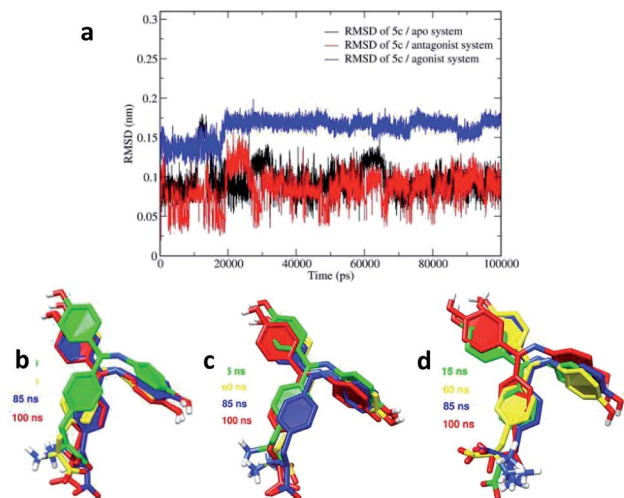 a
0.3
RMSD of 5c / apo system
RMSD of 5c / antagonist system
RMSD of 5c / agonist system
0.25
0.2
RMSD (nm)
0.15
0.1
0.05
0
0 20000 40000 60000 80000 100000
Time (ps)
b
85 ns
100 ns
c
5 ns
60 ns
85 ns
100 ns
d
15 ns
60 ns
85 ns
100 ns